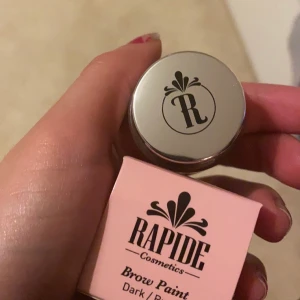 R
RAPIDE
Cosmetics
Brow Paint
Dark /